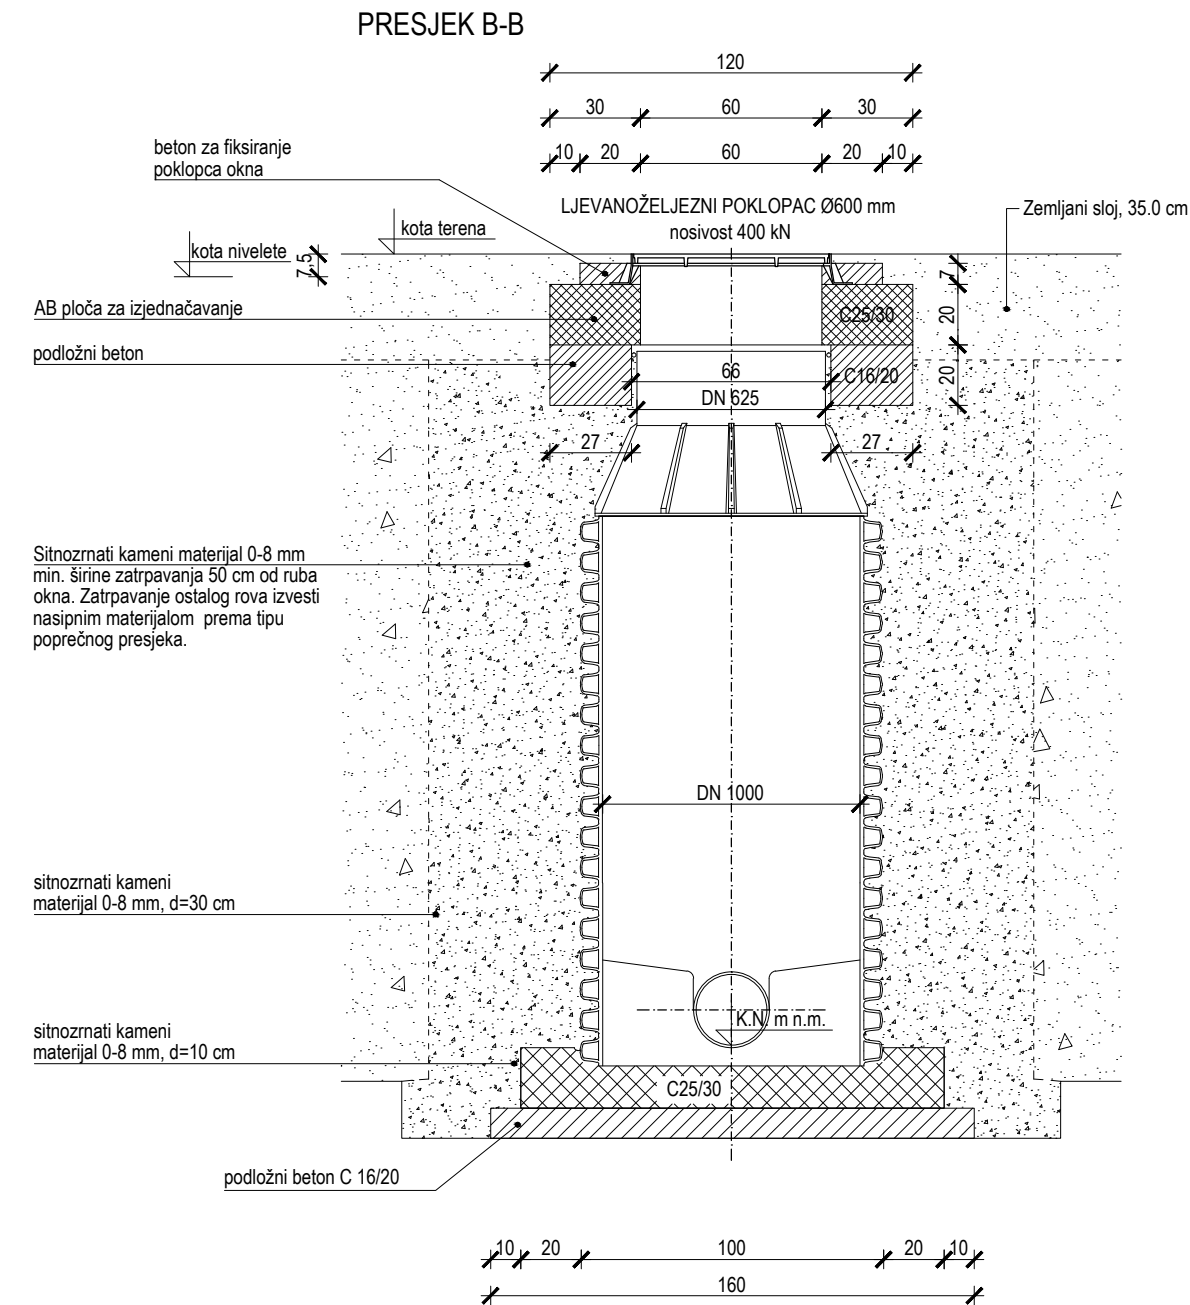 PRESJEK B-B
120
30 60 30
10 20 60 20 10
beton za fiksiranje
poklopca okna
LJEVANOŽELJEZNI POKLOPAC Ø600 mm
nosivost 400 kN
Zemljani sloj, 35.0 cm
kota terena
kota nivelete
7,5
7
AB ploča za izjednačavanje
C25/30
20
podložni beton
66
C16/20
20
DN 625
27
27
Sitnozrnati kameni materijal 0-8 mm
min. širine zatrpavanja 50 cm od ruba
okna. Zatrpavanje ostalog rova izvesti
nasipnim materijalom prema tipu
poprečnog presjeka.
DN 1000
sitnozrnati kameni
materijal 0-8 mm, d=30 cm
K.N. m n.m.
sitnozrnati kameni
materijal 0-8 mm, d=10 cm
C25/30
podložni beton C 16/20
10 20 100 20 10
160